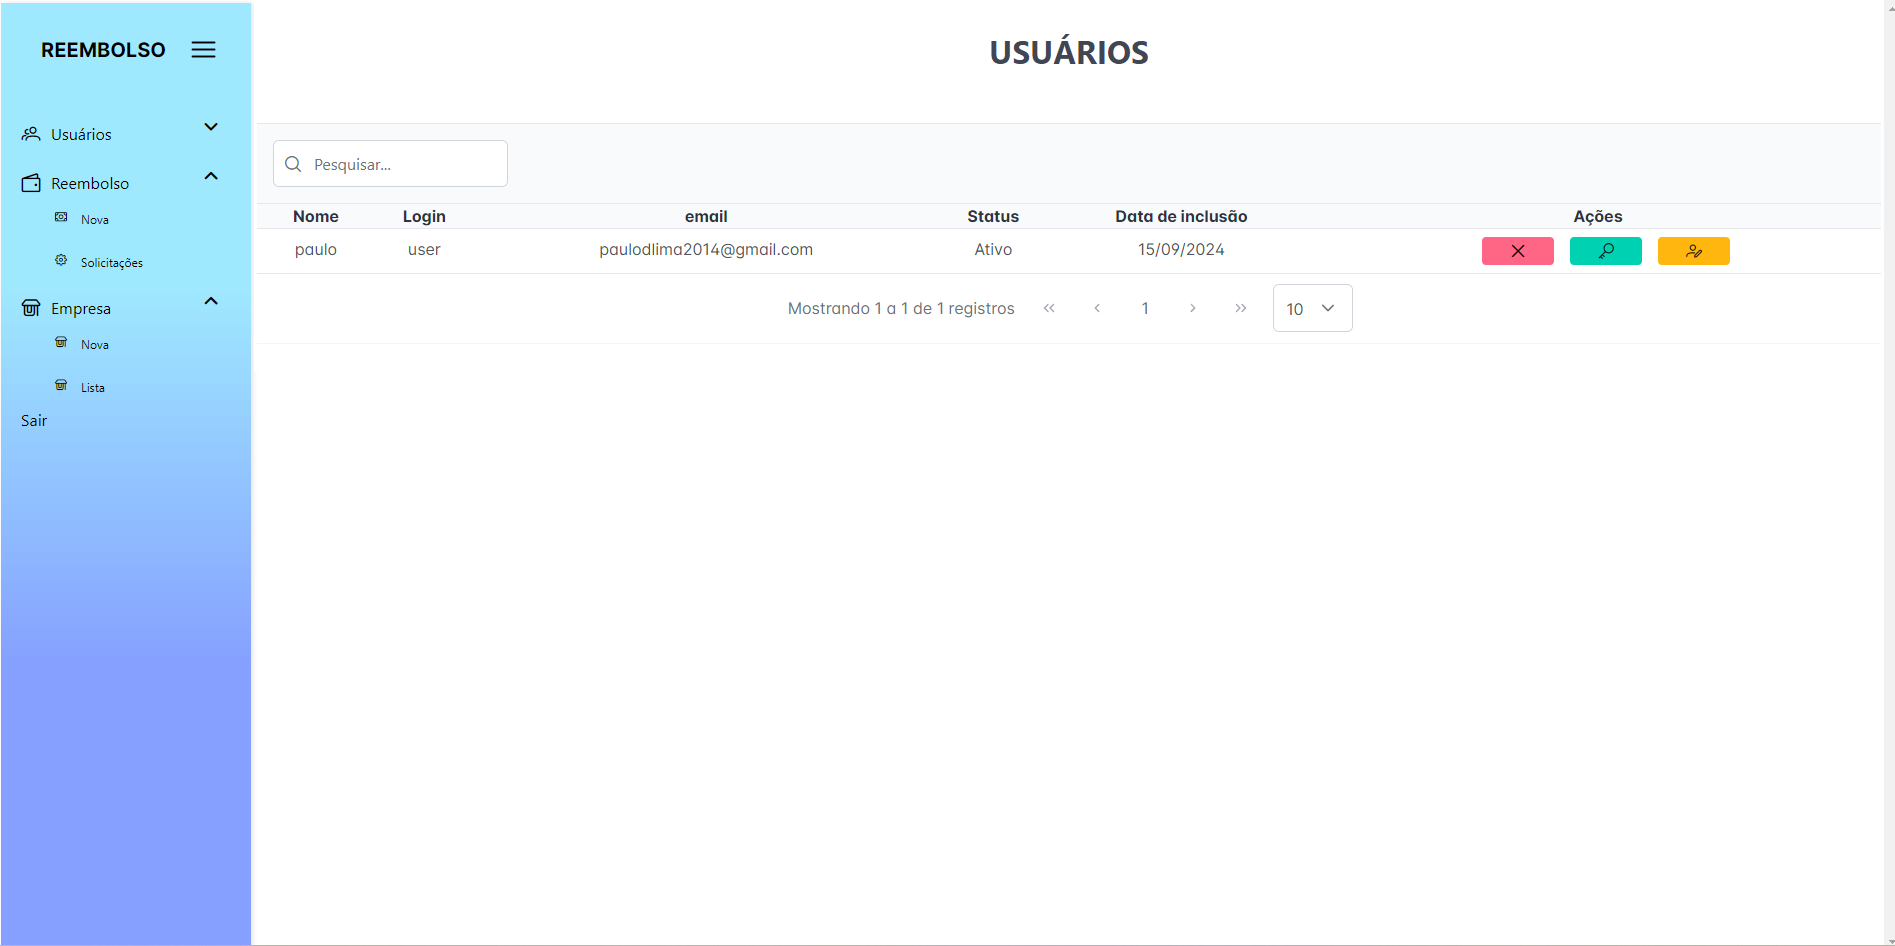 REEMBOLSO
Usuários
Reembolso
Nova
Solicitações
Empresa
Nova
Lista
Sair
USUÁRIOS
Pesquisar...
Nome Login email Status Data de inclusão Ações
paulo user paulodlima2014@gmail.com Ativo 15/09/2024
Mostrando 1 a 1 de 1 registros 1 10